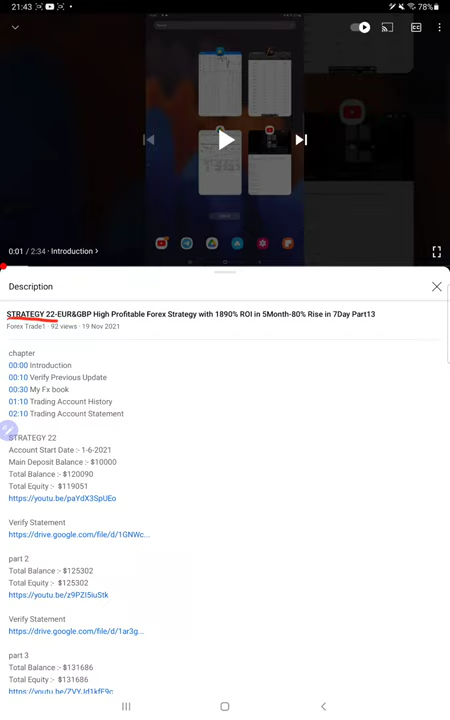 21:43
78%
CC
0:01 / 2:34 · Introduction >
Description
STRATEGY 22-EUR&GBP High Profitable Forex Strategy with 1890% ROI in 5Month-80% Rise in 7Day Part13
Forex Trade1 · 92 views · 19 Nov 2021
chapter
00:00 Introduction
00:10 Verify Previous Update
00:30 My Fx book
01:10 Trading Account History
02:10 Trading Account Statement
STRATEGY 22
Account Start Date :- 1-6-2021
Main Deposit Balance :- $10000
Total Balance :- $120090
Total Equity :-  $119051
https://youtu.be/paYdX3SpUEo
Verify Statement
https://drive.google.com/file/d/1GNWc...
part 2
Total Balance :- $125302
Total Equity :-  $125302
https://youtu.be/z9PZI5iuStk
Verify Statement
https://drive.google.com/file/d/1ar3g...
part 3
Total Balance :- $131686
Total Equity :-  $131686